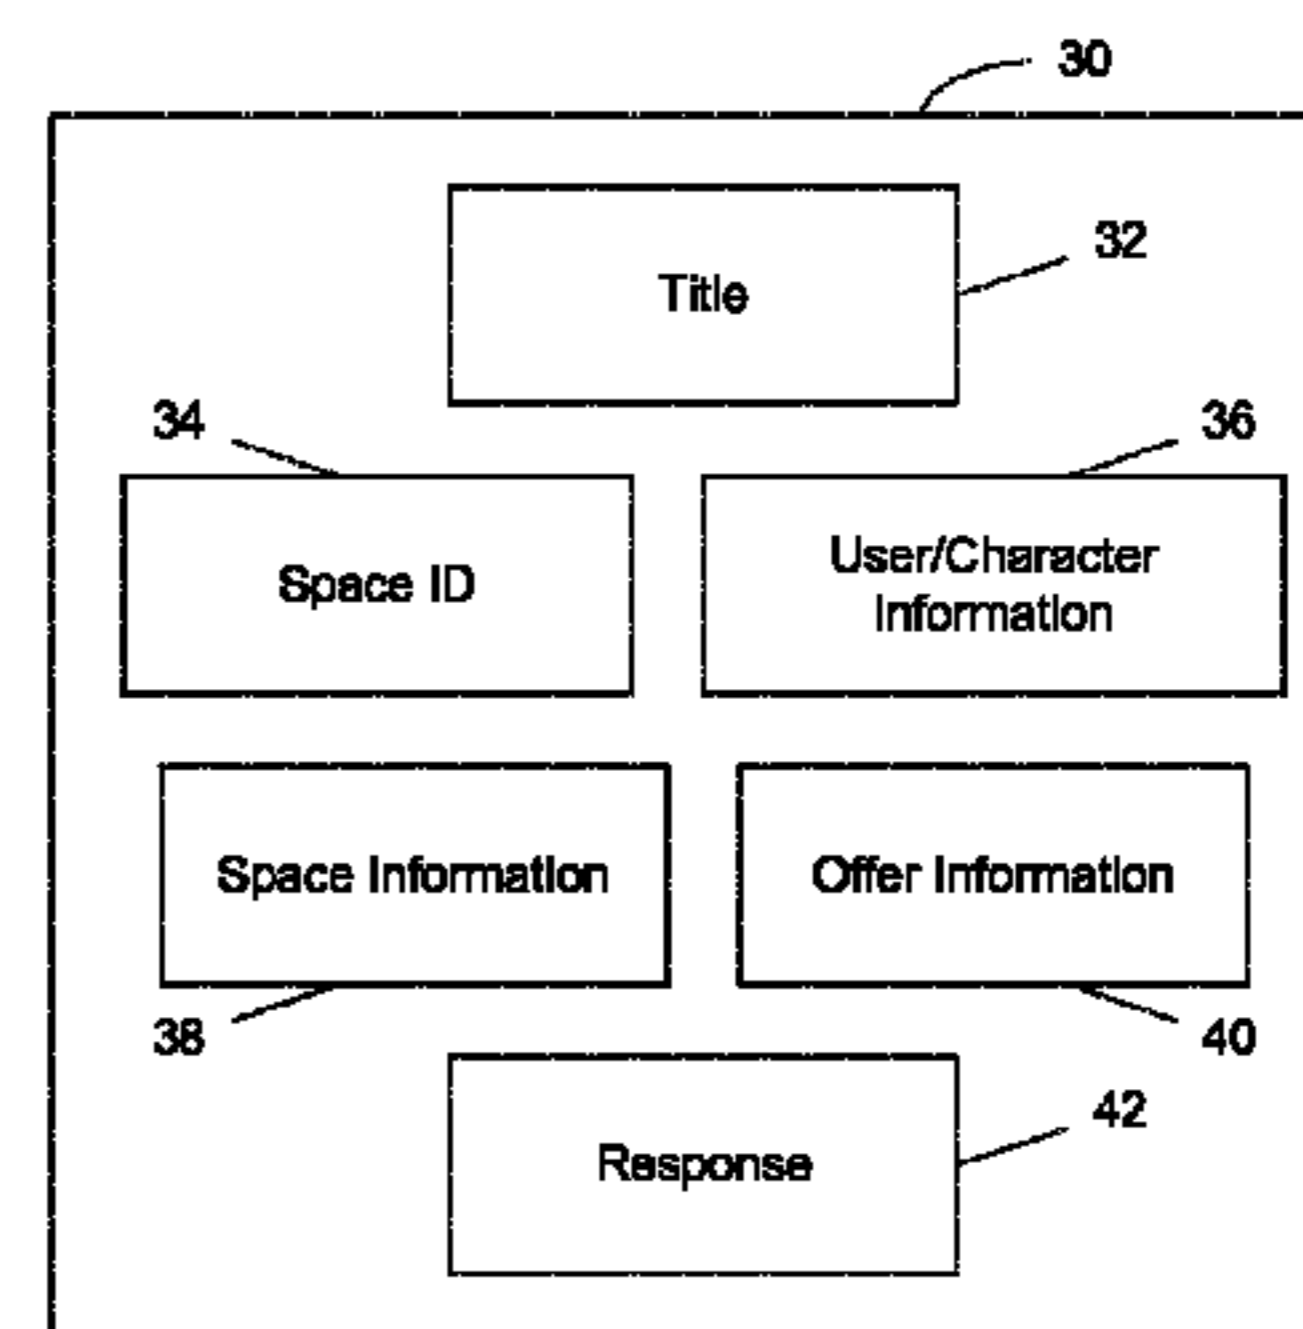 30
Title
32
34
36
Space ID
User/Character
Information
Space Information
Offer Information
38
40
Response
42